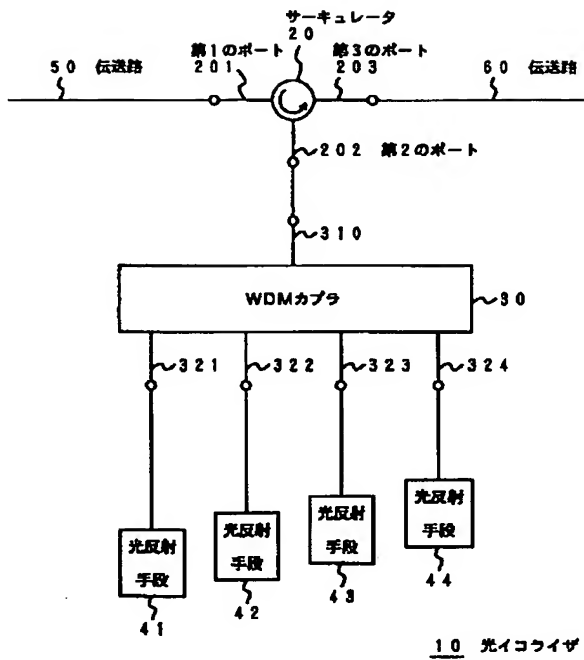 サーキュレータ
20
第1のポート 第3のポート
50 伝送路 201 203 60 伝送路
202 第2のポート
310
WDMカプラ 30
321 322 323 324
光反射手段 光反射手段 光反射手段 光反射手段
41 42 43 44
10 光イコライザ